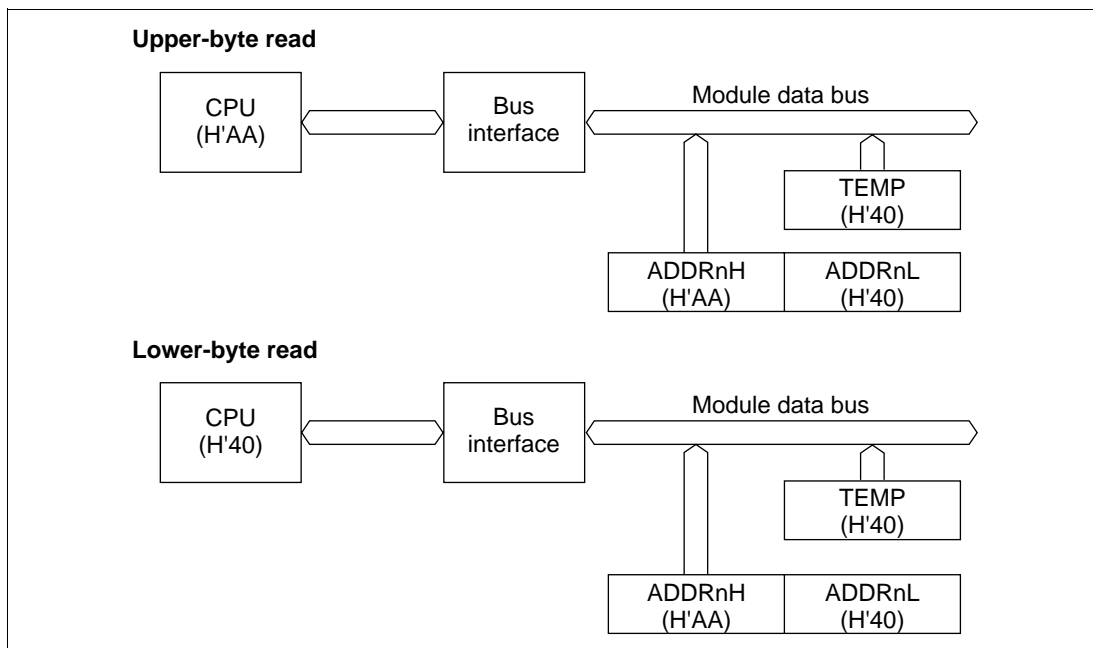 Upper-byte read
CPU
(H'AA)
Bus
interface
Module data bus
TEMP
(H'40)
ADDRnH
(H'AA)
ADDRnL
(H'40)
Lower-byte read
CPU
(H'40)
Bus
interface
Module data bus
TEMP
(H'40)
ADDRnH
(H'AA)
ADDRnL
(H'40)